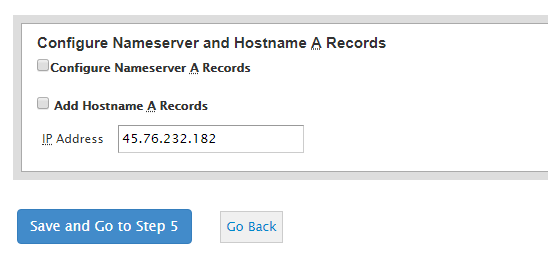 Configure Nameserver and Hostname A Records
Configure Nameserver A Records
Add Hostname A Records
IP Address 45.76.232.182
Save and Go to Step 5 Go Back